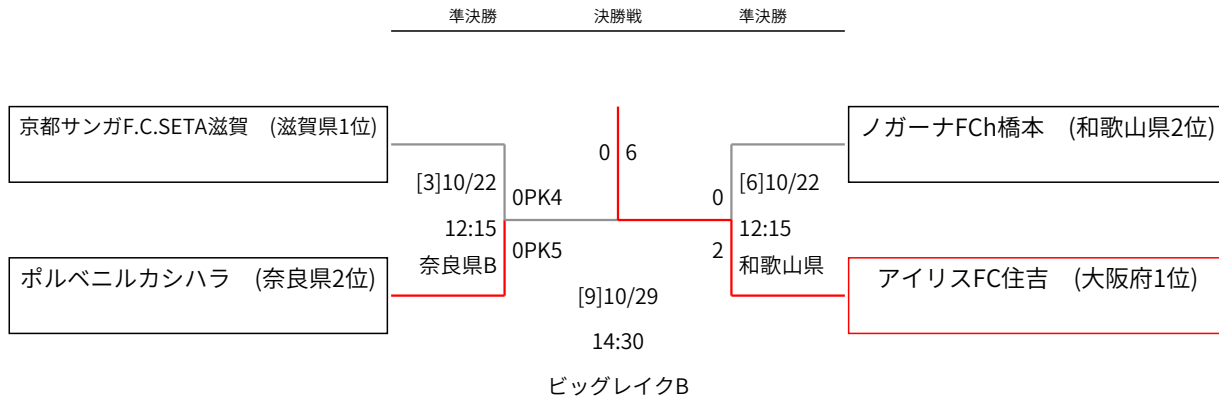 準決勝 決勝戦 準決勝
京都サンガF.C.SETA滋賀　(滋賀県1位)
ノガーナFCh橋本　(和歌山県2位)
0 6
[3]10/22
0PK4
0
[6]10/22
12:15
0PK5
2
12:15
奈良県B
和歌山県
ポルベニルカシハラ　(奈良県2位)
アイリスFC住吉　(大阪府1位)
[9]10/29
14:30
ビッグレイクB